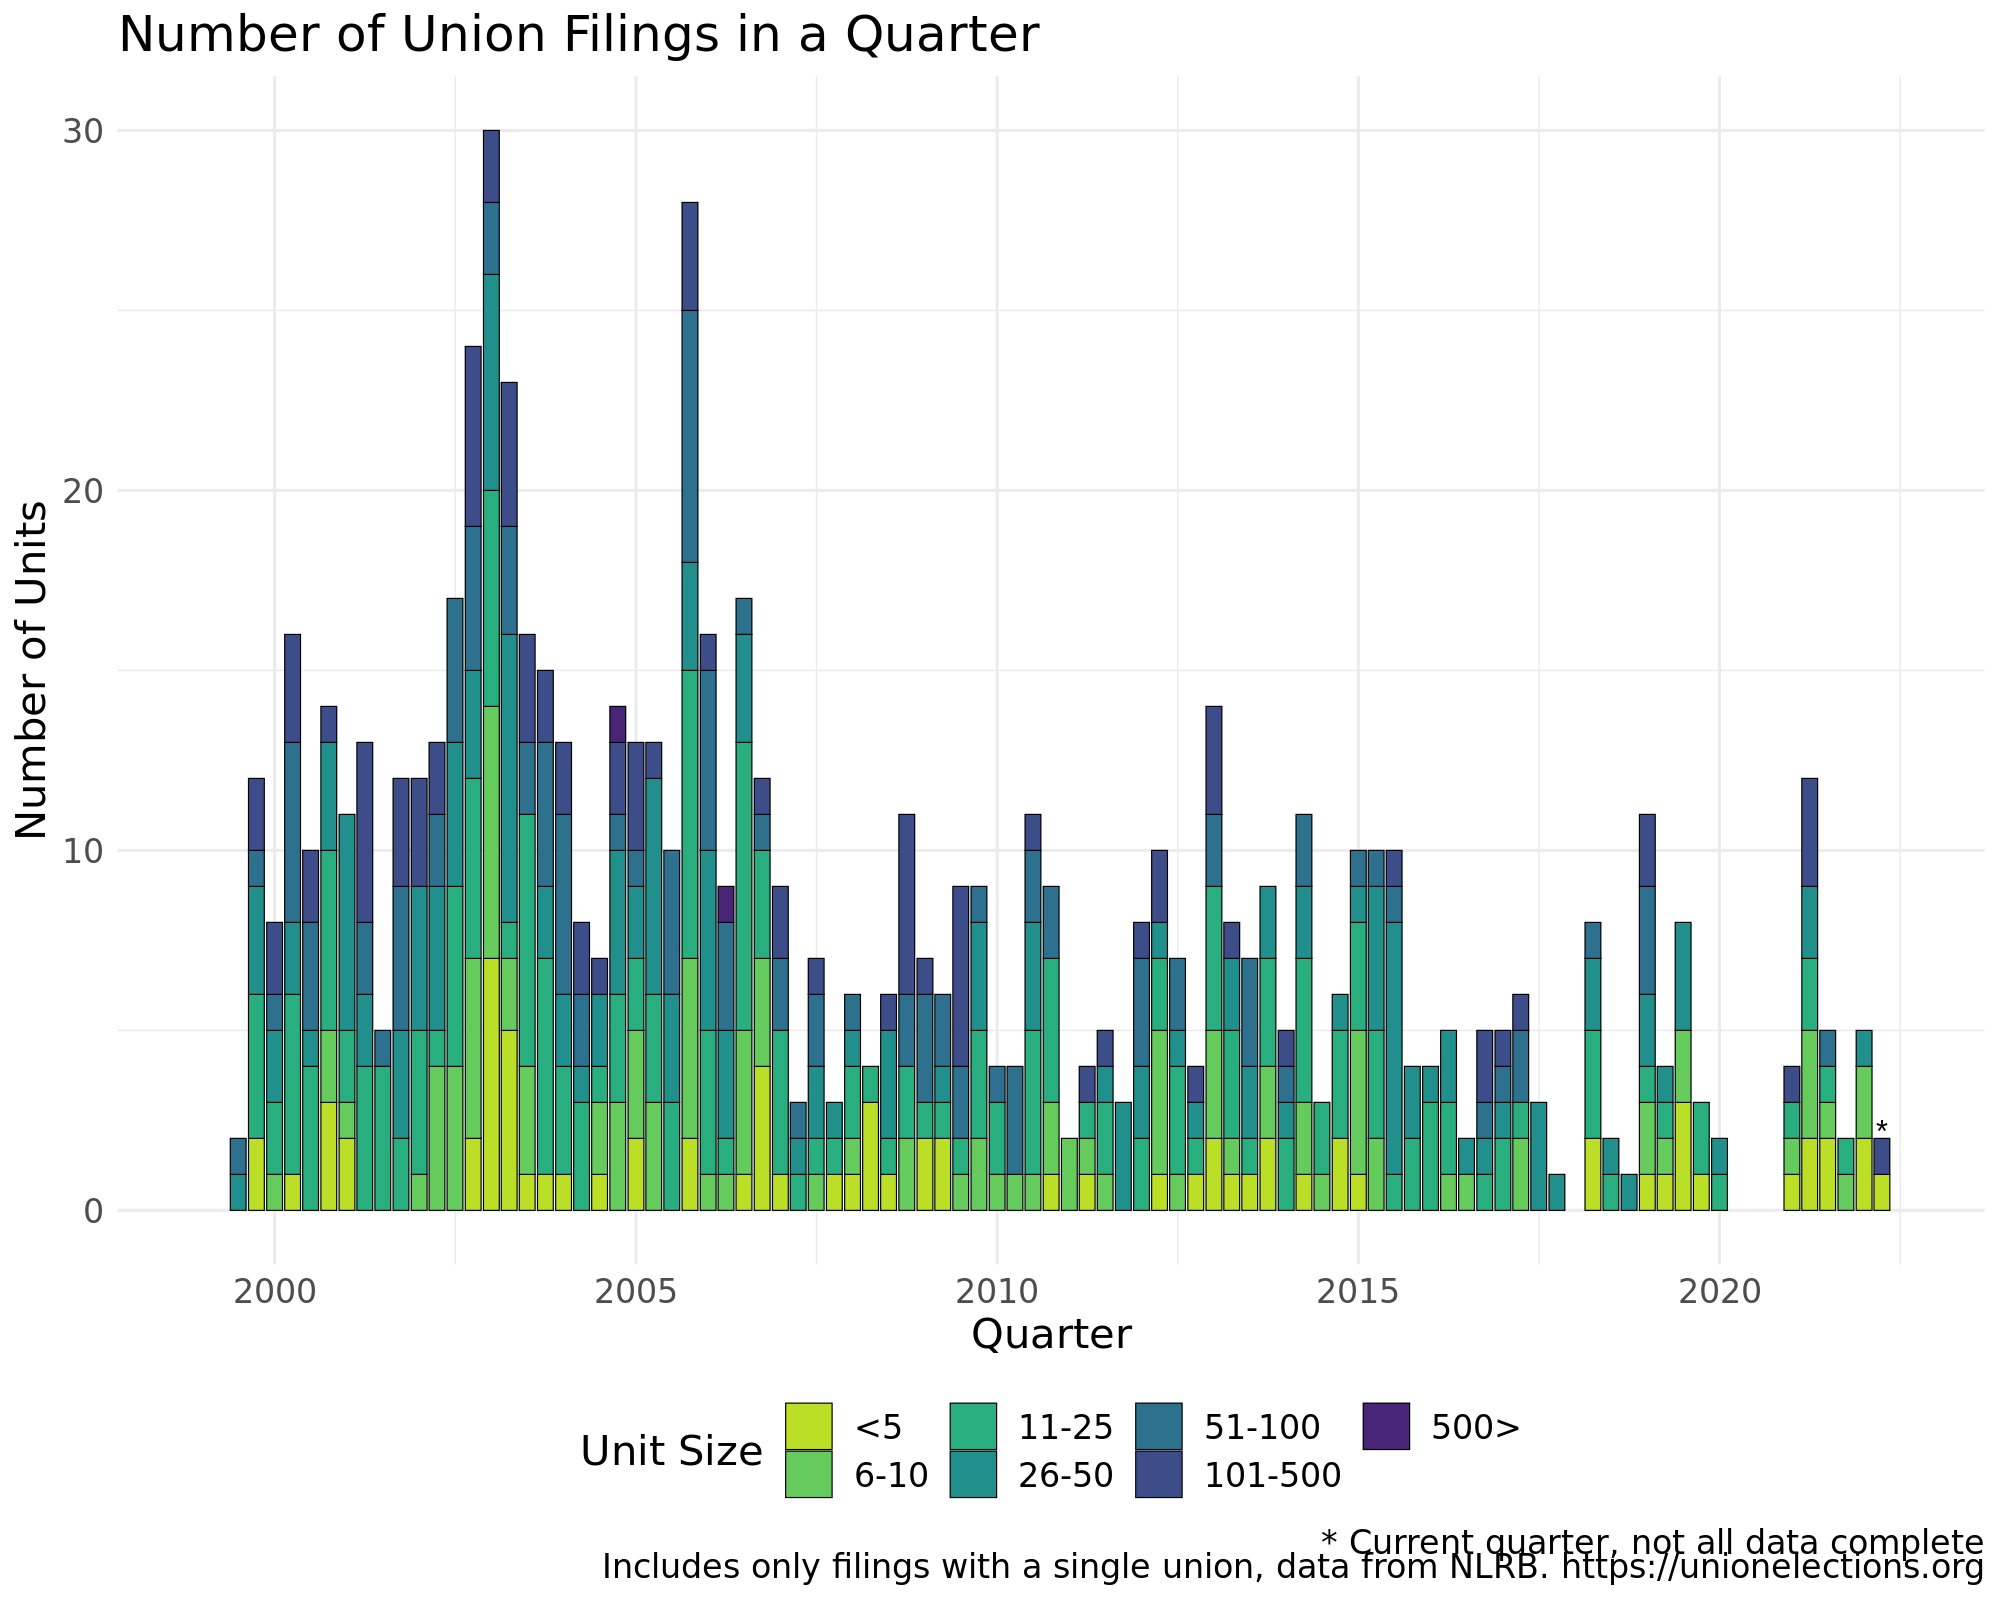 Number of Union Filings in a Quarter
30
20
10
0
Number of Units
*
2000 2005 2010 2015 2020
Quarter
Unit Size
<5 11-25 51-100 500>
6-10 26-50 101-500
* Current quarter, not all data complete
Includes only filings with a single union, data from NLRB. https://unionelections.org